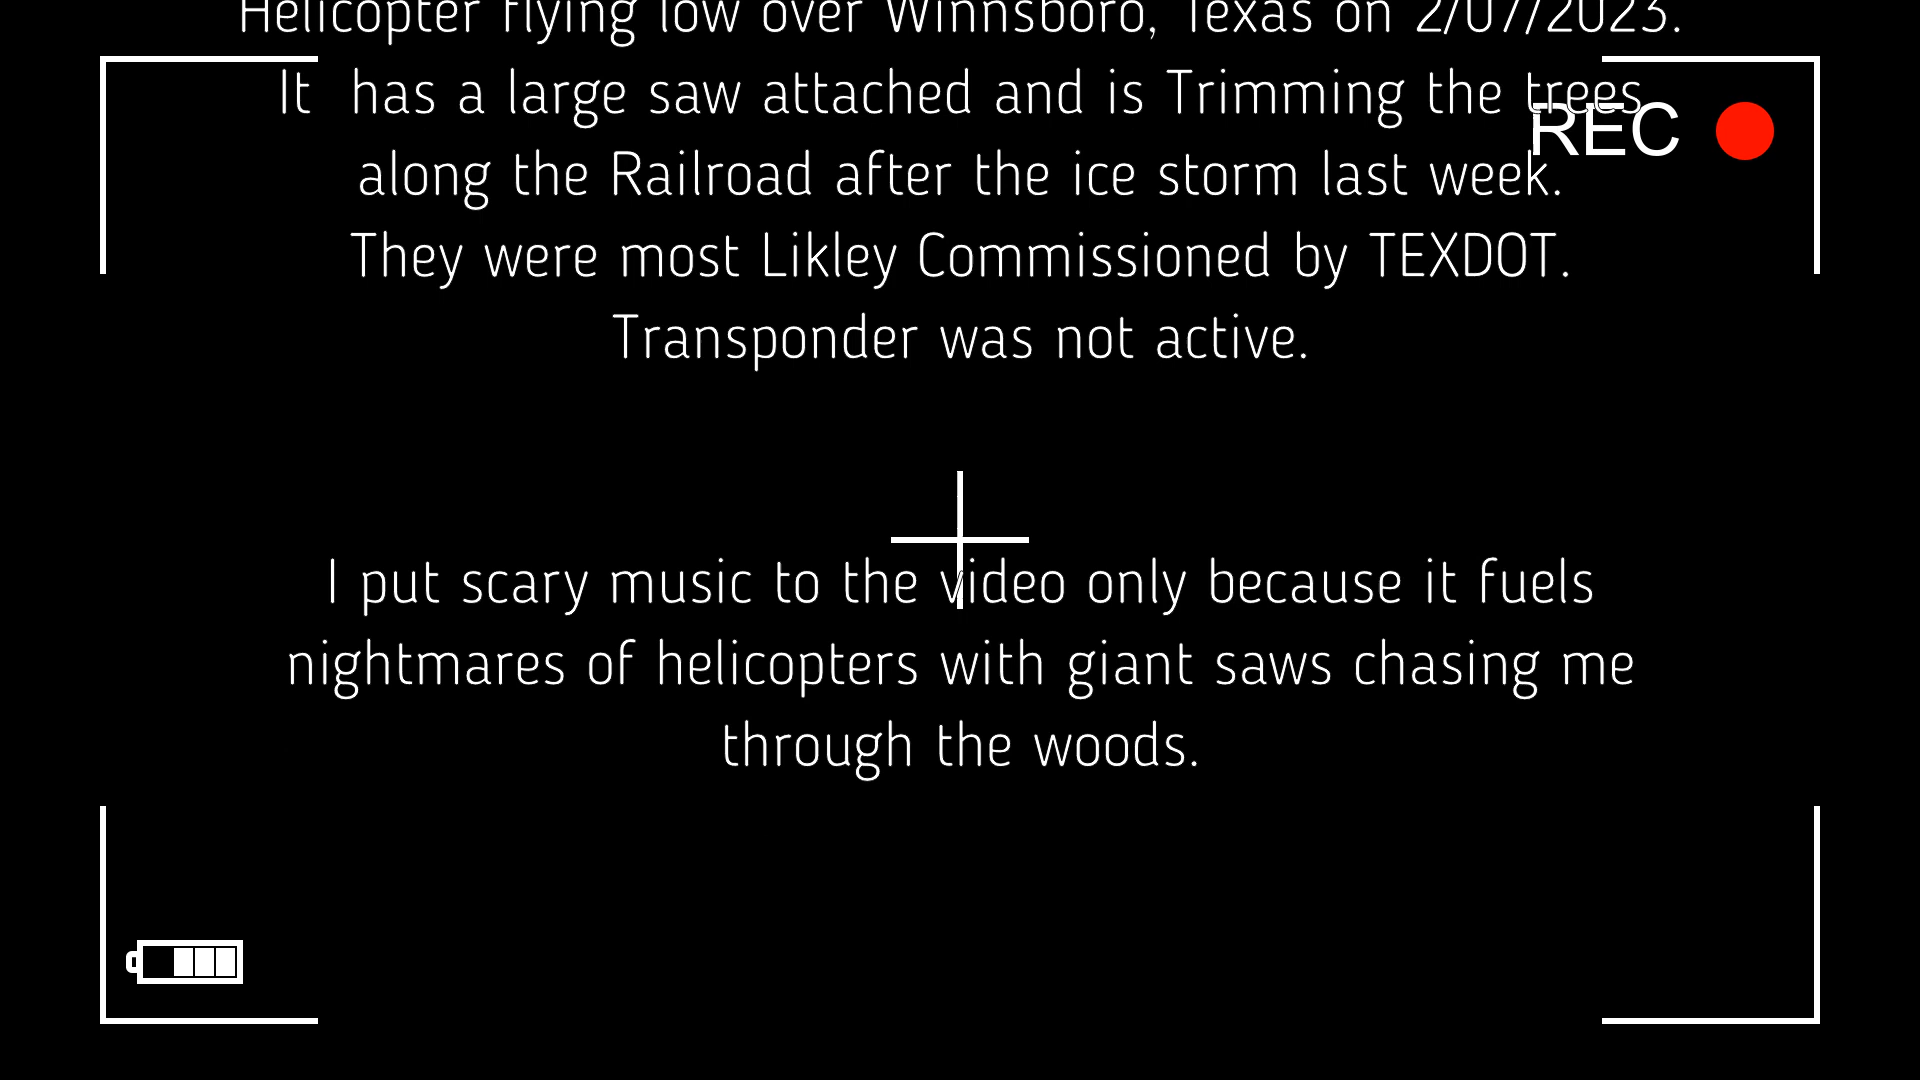 Helicopter flying low over Winnsboro, Texas on 2/07/2023.
It has a large saw attached and is Trimming the trees
REC
along the Railroad after the ice storm last week.
They were most Likley Commissioned by TEXDOT.
Transponder was not active.
I put scary music to the video only because it fuels
nightmares of helicopters with giant saws chasing me
through the woods.